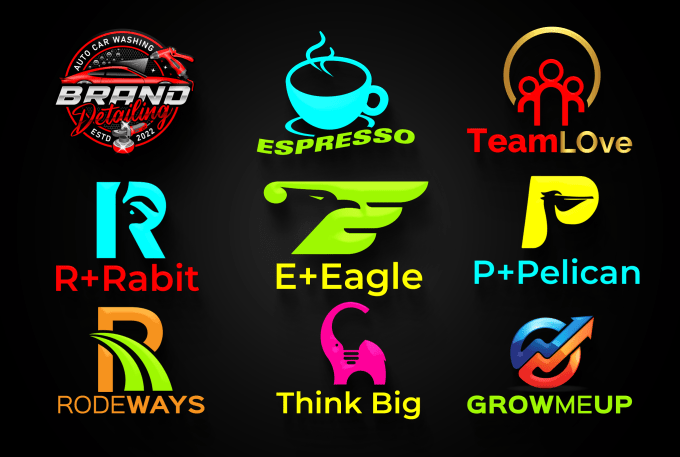 AUTO CAR WASHING
BRAND
Detailing
ESTD 2022
ESPRESSO
TeamLOve
R+Rabit
E+Eagle
P+Pelican
RODEWAYS
Think Big
GROWMEUP